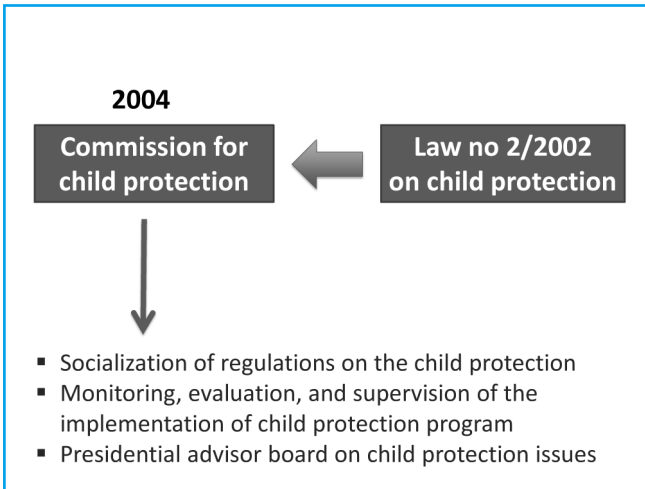 2004
Commission for
child protection
Law no 2/2002
on child protection
▪ Socialization of regulations on the child protection
▪ Monitoring, evaluation, and supervision of the
implementation of child protection program
▪ Presidential advisor board on child protection issues